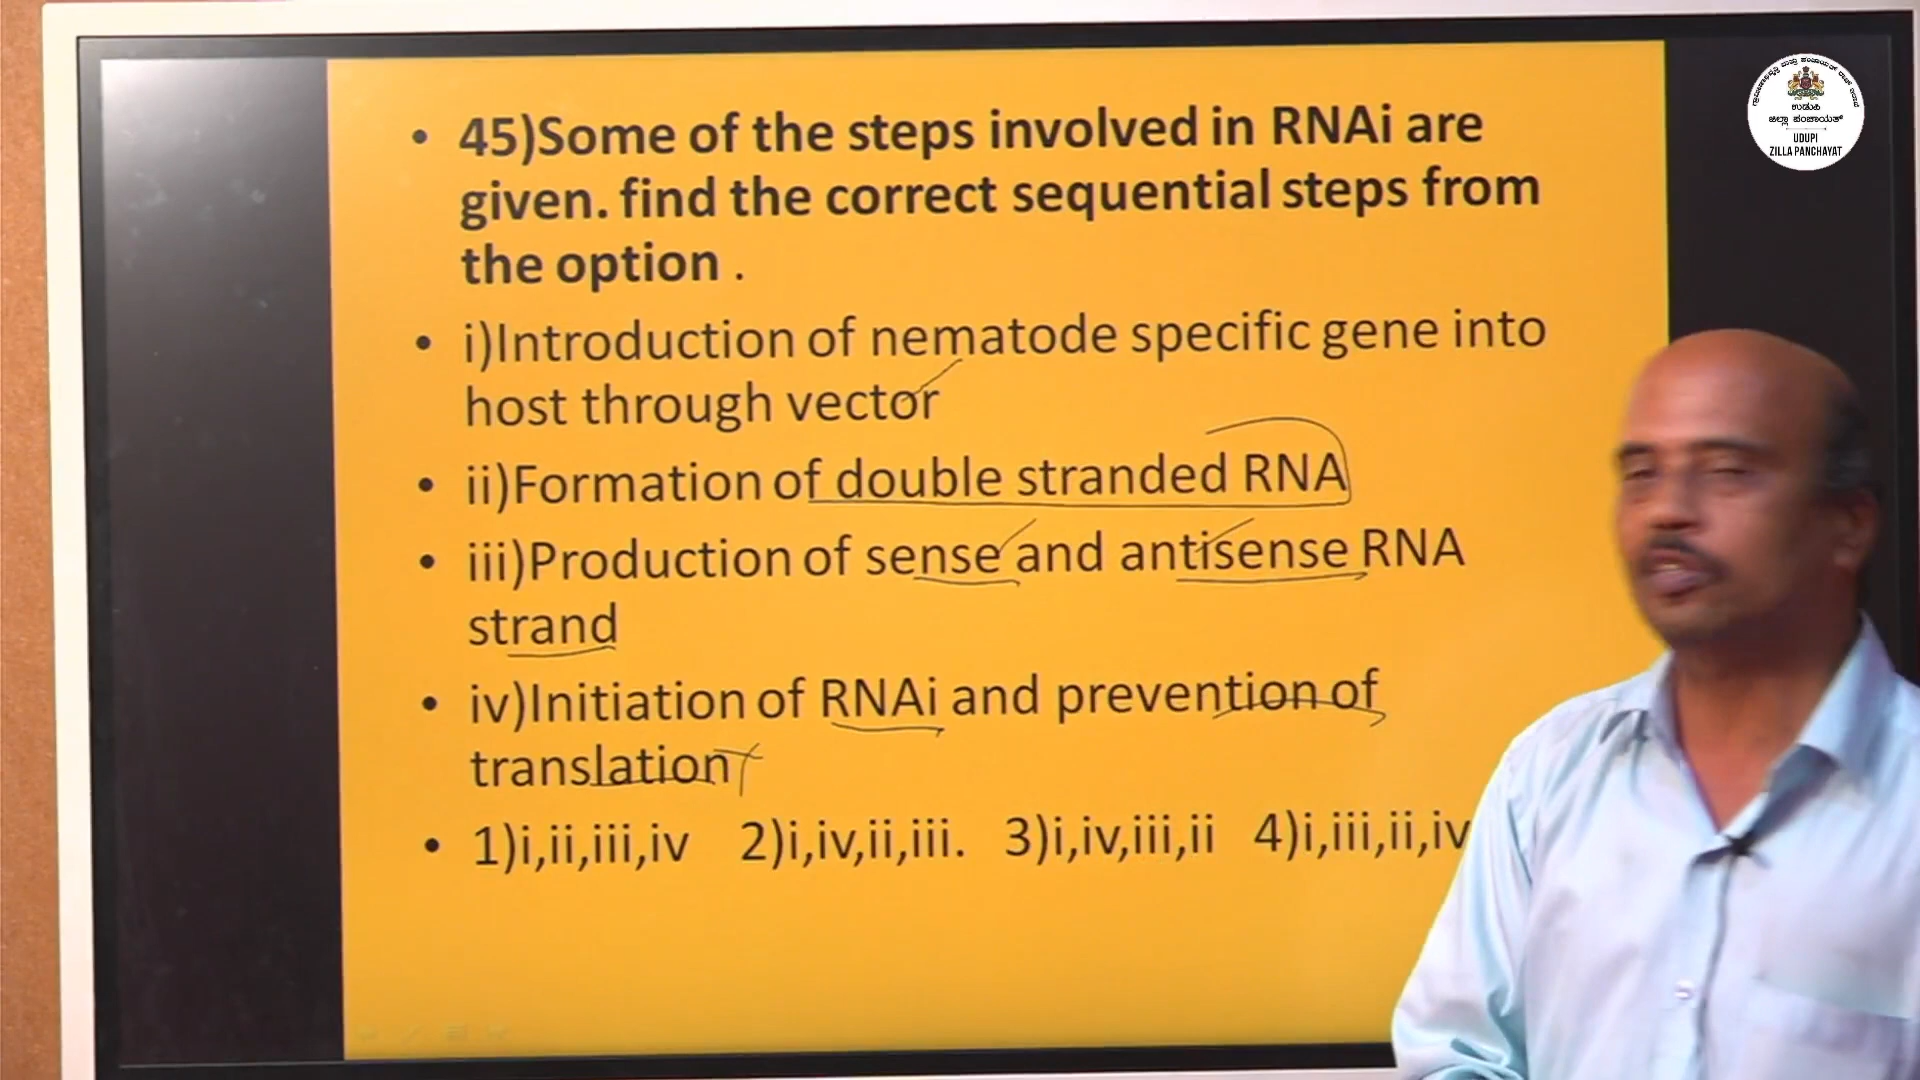 45)Some of the steps involved in RNAi are
given. find the correct sequential steps from
the option .
i)Introduction of nematode specific gene into
host through vector
ii)Formation of double stranded RNA
iii)Production of sense and antisense RNA
strand
iv)Initiation of RNAi and prevention of
translation
1)i,ii,iii,iv 2)i,iv,ii,iii. 3)i,iv,iii,ii 4)i,iii,ii,iv
ಉಡುಪಿ
ಜಿಲ್ಲಾ ಪಂಚಾಯತ್
UDUPI
ZILLA PANCHAYAT